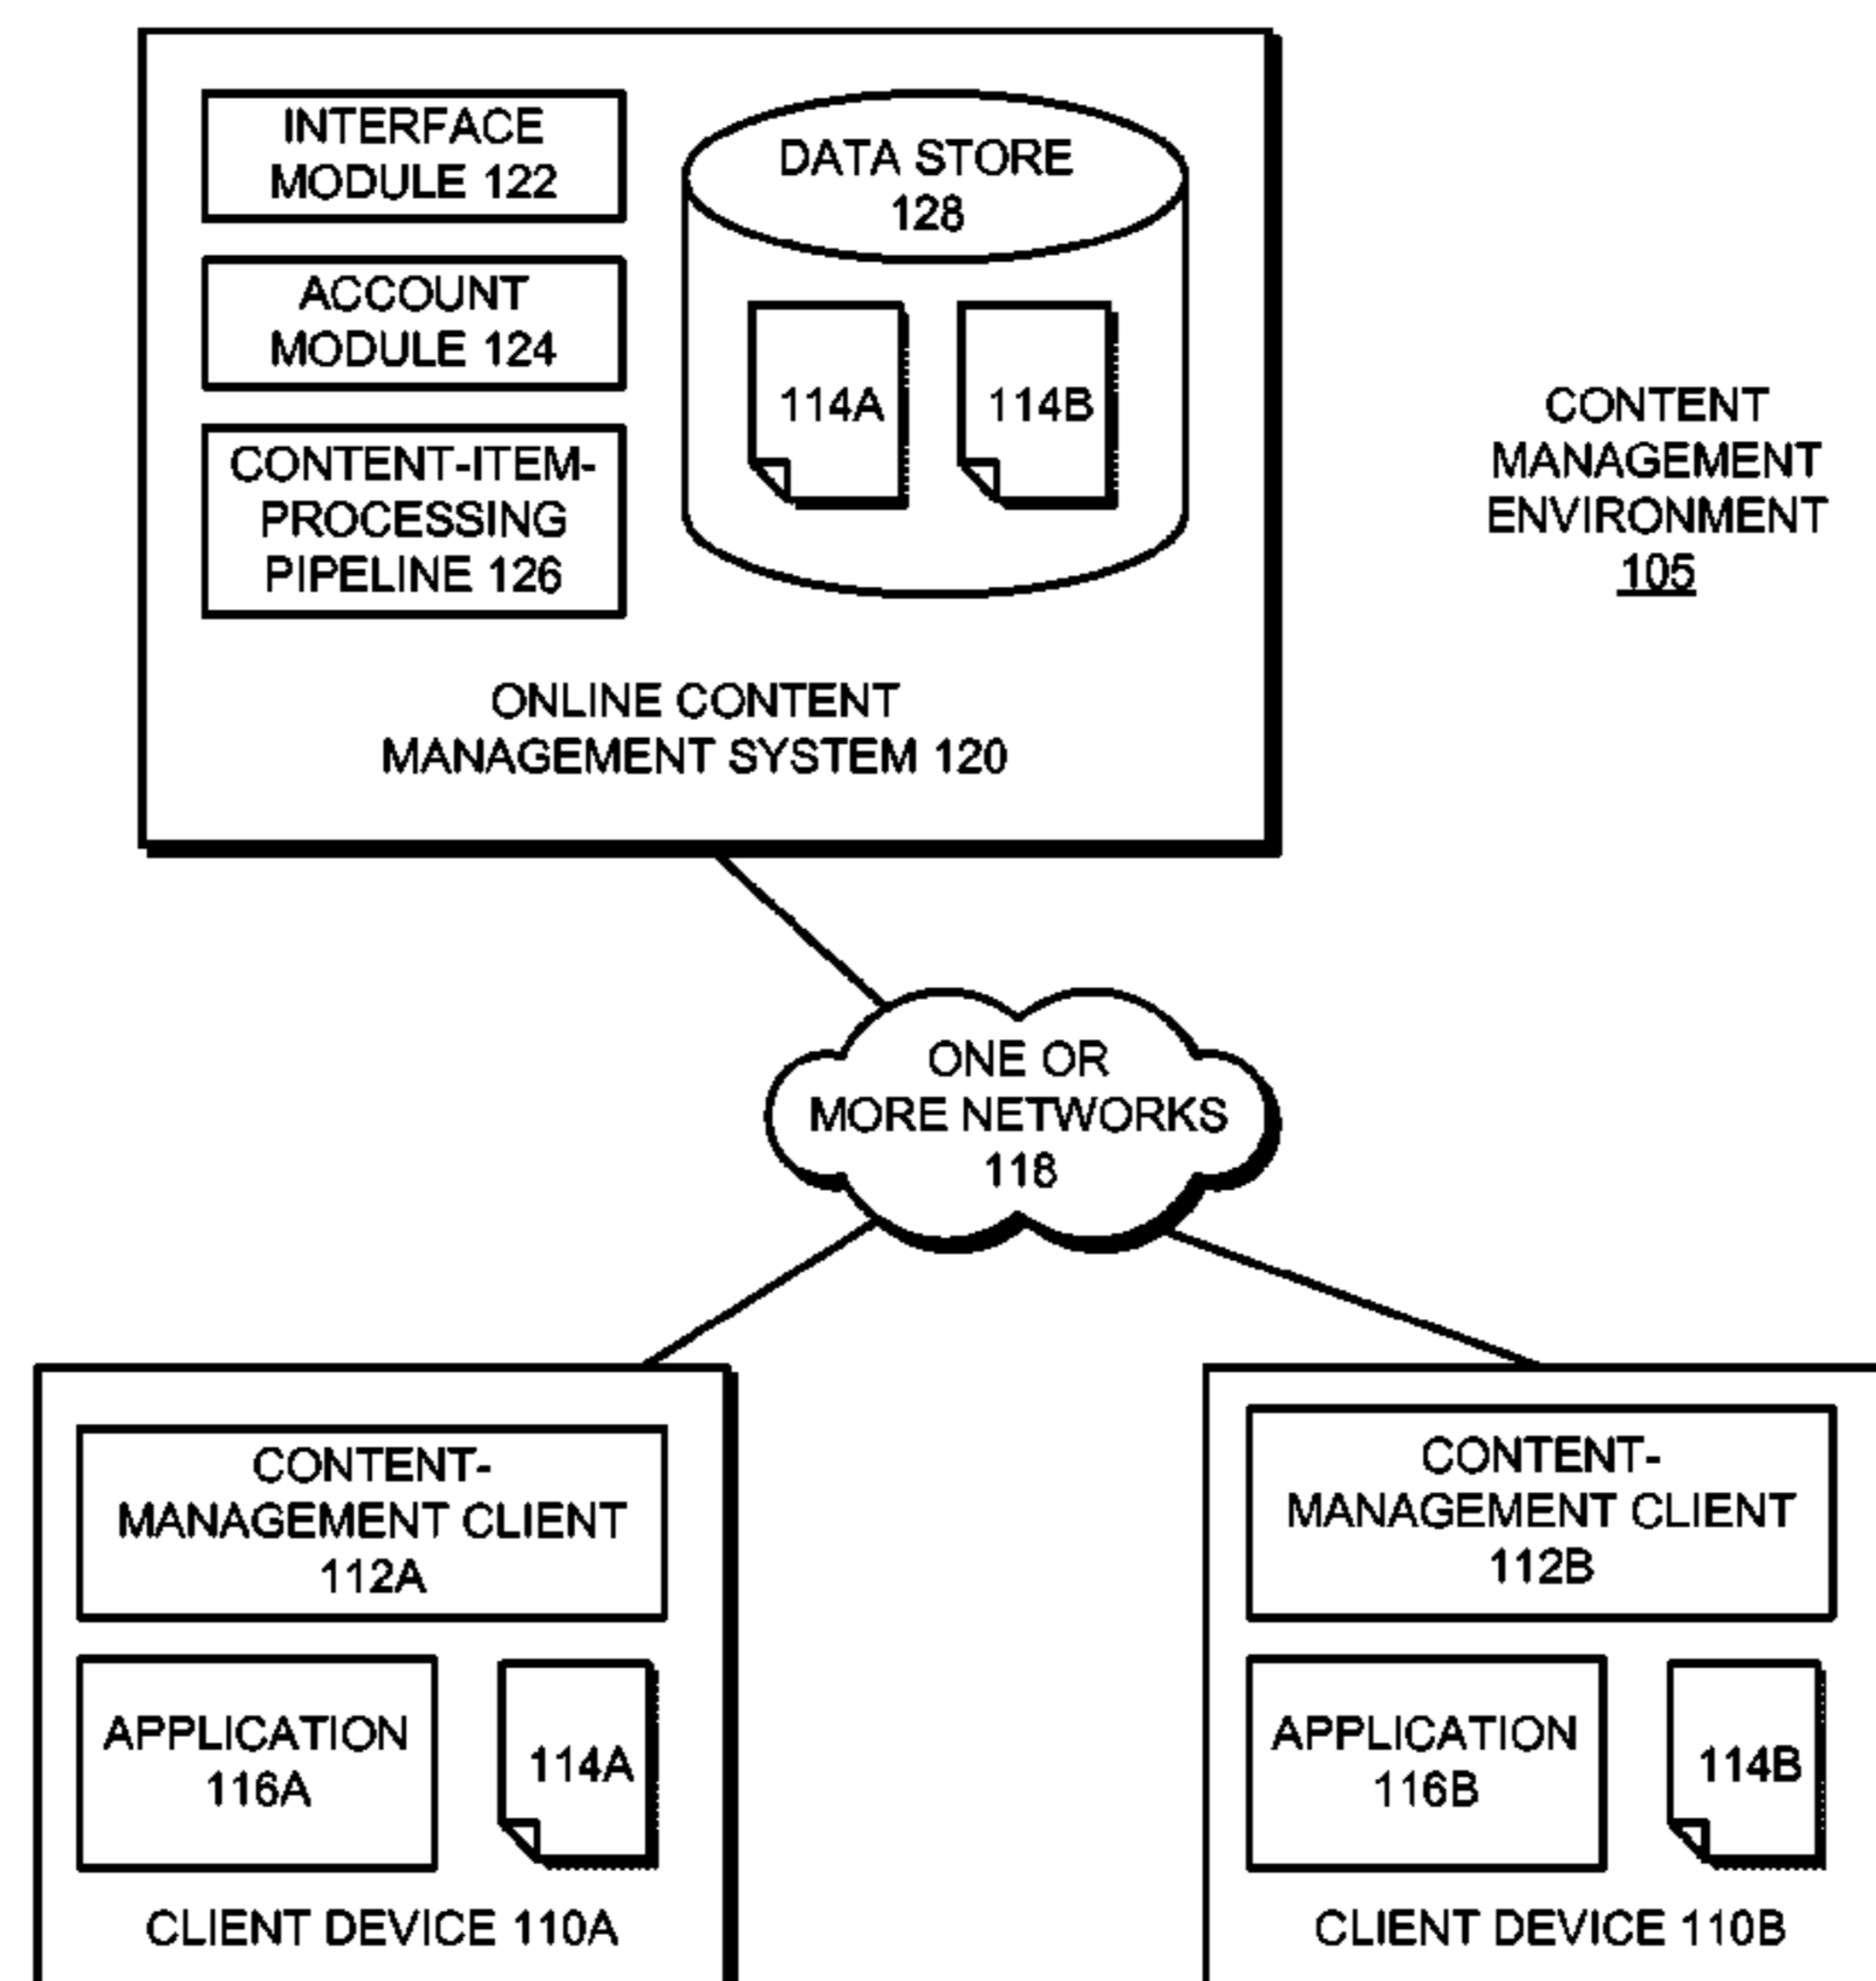 INTERFACE
MODULE 122
ACCOUNT
MODULE 124
CONTENT-ITEM-
PROCESSING
PIPELINE 126
DATA STORE
128
114A
114B
ONLINE CONTENT
MANAGEMENT SYSTEM 120
CONTENT
MANAGEMENT
ENVIRONMENT
105
ONE OR
MORE NETWORKS
118
CONTENT-
MANAGEMENT CLIENT
112A
APPLICATION
116A
114A
CLIENT DEVICE 110A
CONTENT-
MANAGEMENT CLIENT
112B
APPLICATION
116B
114B
CLIENT DEVICE 110B